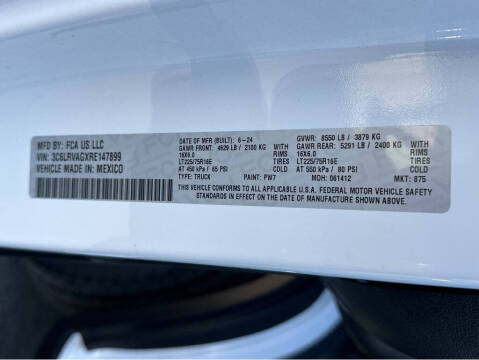 MFD BY: FCA US LLC
VIN: 3C6LRVAGXRE147899
VEHICLE MADE IN: MEXICO
DATE OF MFR (BUILT): 6-24
GAWR FRONT: 4629 LB / 2100 KG
16X6.0 RIMS
LT225/75R16E
AT 450 kPa / 65 PSI COLD
TYPE: TRUCK
GVWR: 8550 LB / 3879 KG
GAWR REAR: 5291 LB / 2400 KG
16X6.0 RIMS
LT225/75R16E
AT 550 kPa / 80 PSI COLD
PAINT: PW7 MDH: 061412 MKT: 875
THIS VEHICLE CONFORMS TO ALL APPLICABLE U.S.A. FEDERAL MOTOR VEHICLE SAFETY
STANDARDS IN EFFECT ON THE DATE OF MANUFACTURE SHOWN ABOVE.